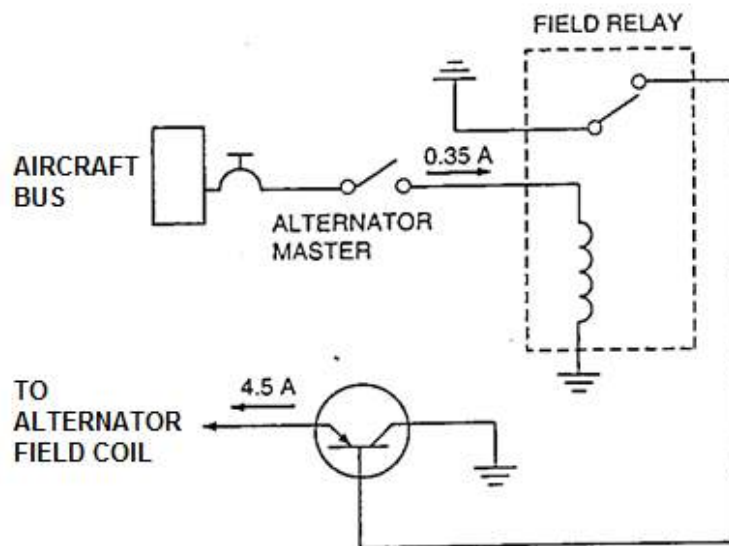 FIELD RELAY
AIRCRAFT
BUS
0.35 A
ALTERNATOR
MASTER
TO
ALTERNATOR
FIELD COIL
4.5 A